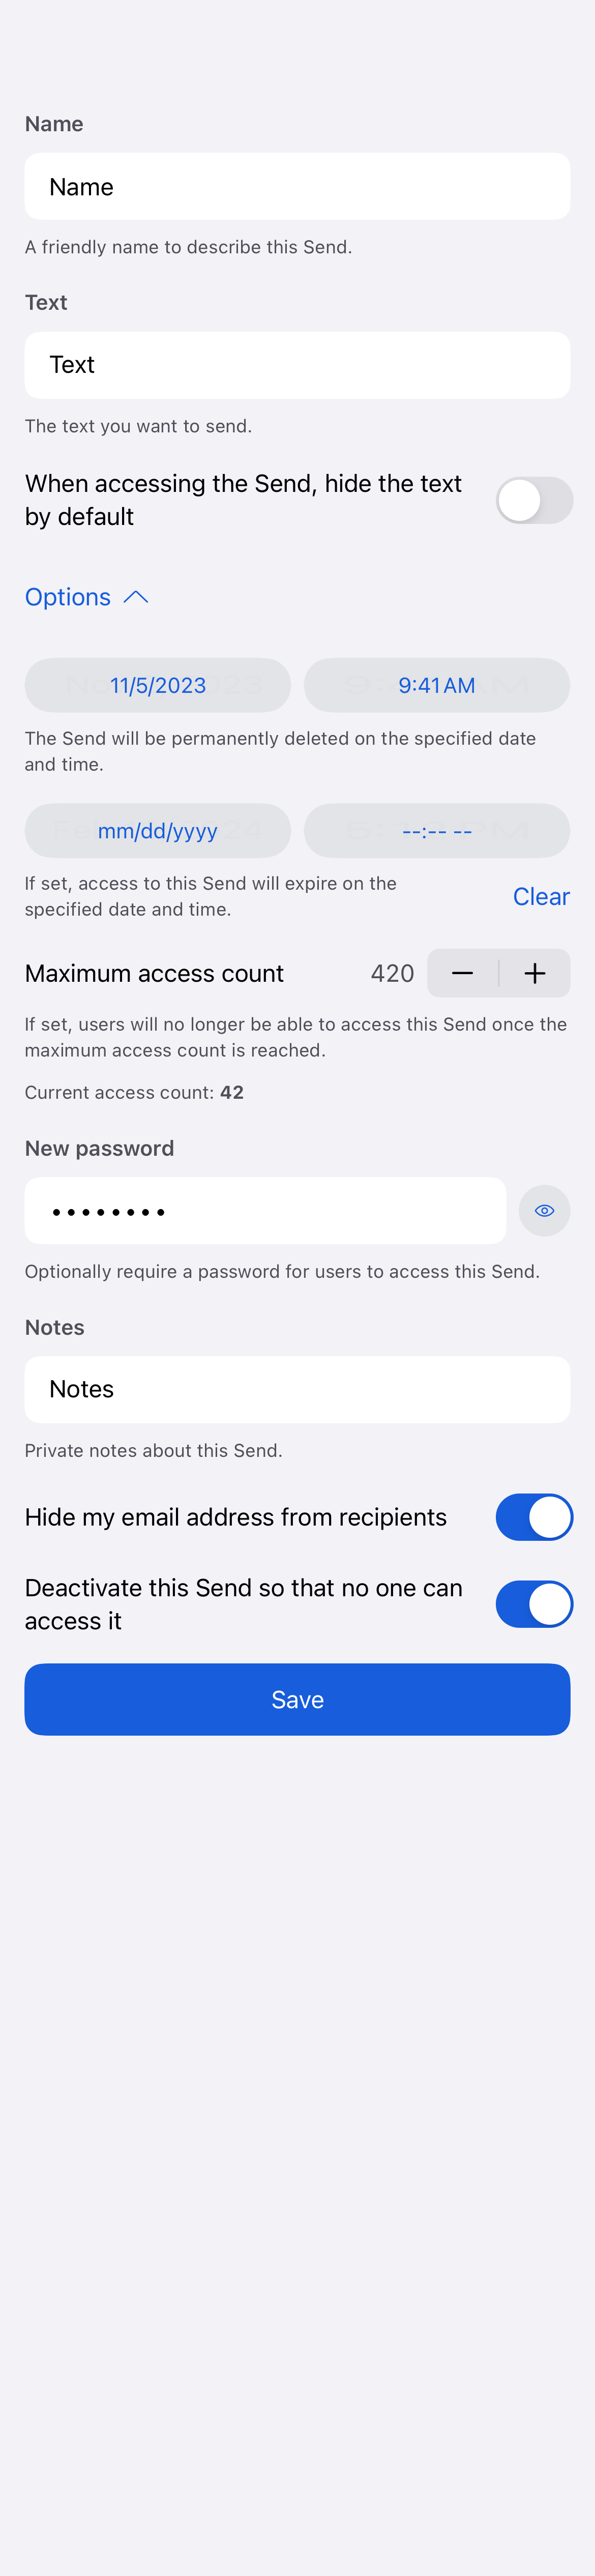 Name
Name
A friendly name to describe this Send.
Text
Text
The text you want to send.
When accessing the Send, hide the text
by default
Options
11/5/2023 9:41 AM
The Send will be permanently deleted on the specified date
and time.
mm/dd/yyyy --:-- --
If set, access to this Send will expire on the
specified date and time.
Clear
Maximum access count 420
If set, users will no longer be able to access this Send once the
maximum access count is reached.
Current access count: 42
New password
••••••••
Optionally require a password for users to access this Send.
Notes
Notes
Private notes about this Send.
Hide my email address from recipients
Deactivate this Send so that no one can
access it
Save